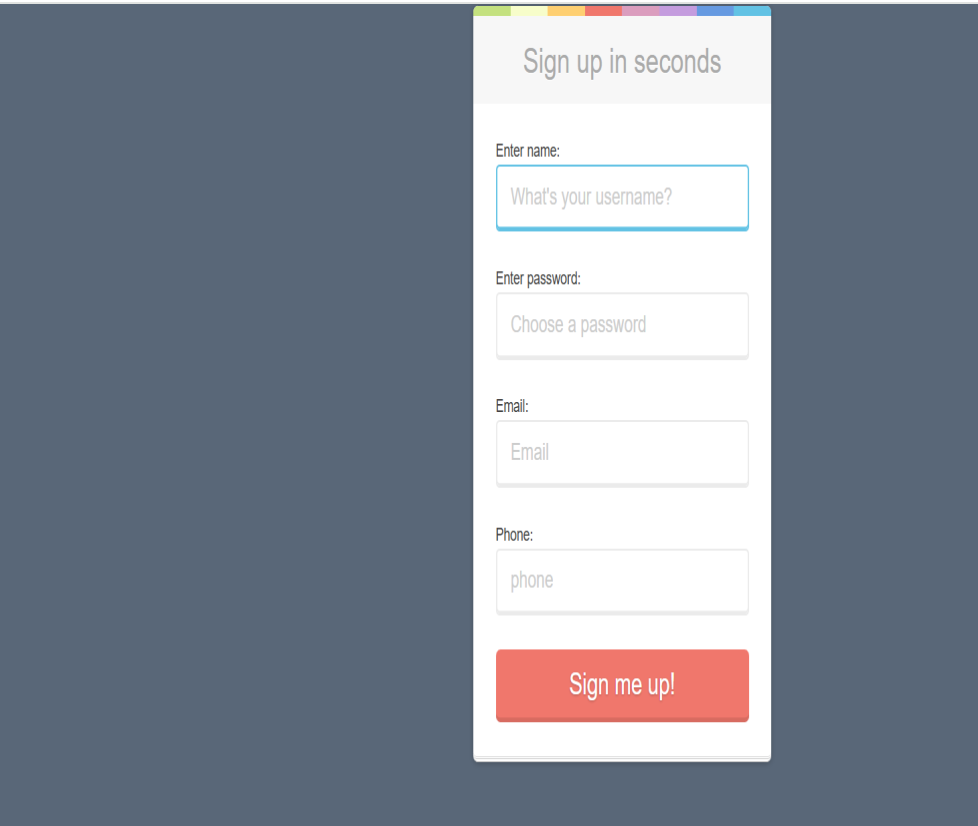 Sign up in seconds
Enter name:
What's your username?
Enter password:
Choose a password
Email:
Email
Phone:
phone
Sign me up!